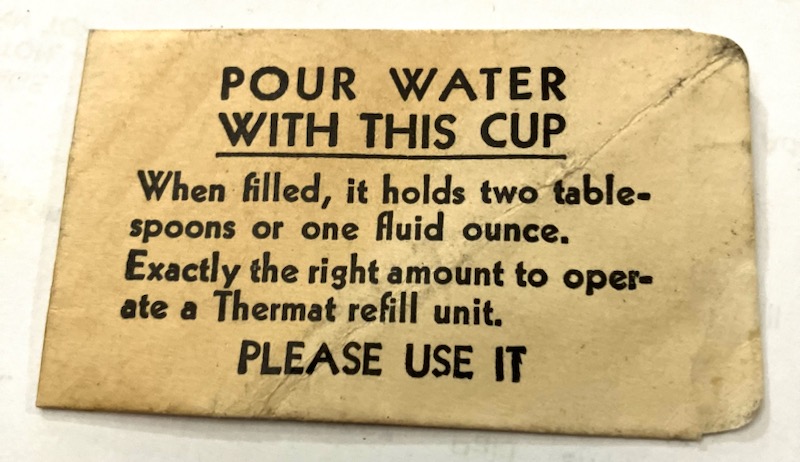 POUR WATER
WITH THIS CUP
When filled, it holds two table-
spoons or one fluid ounce.
Exactly the right amount to oper-
ate a Thermat refill unit.
PLEASE USE IT